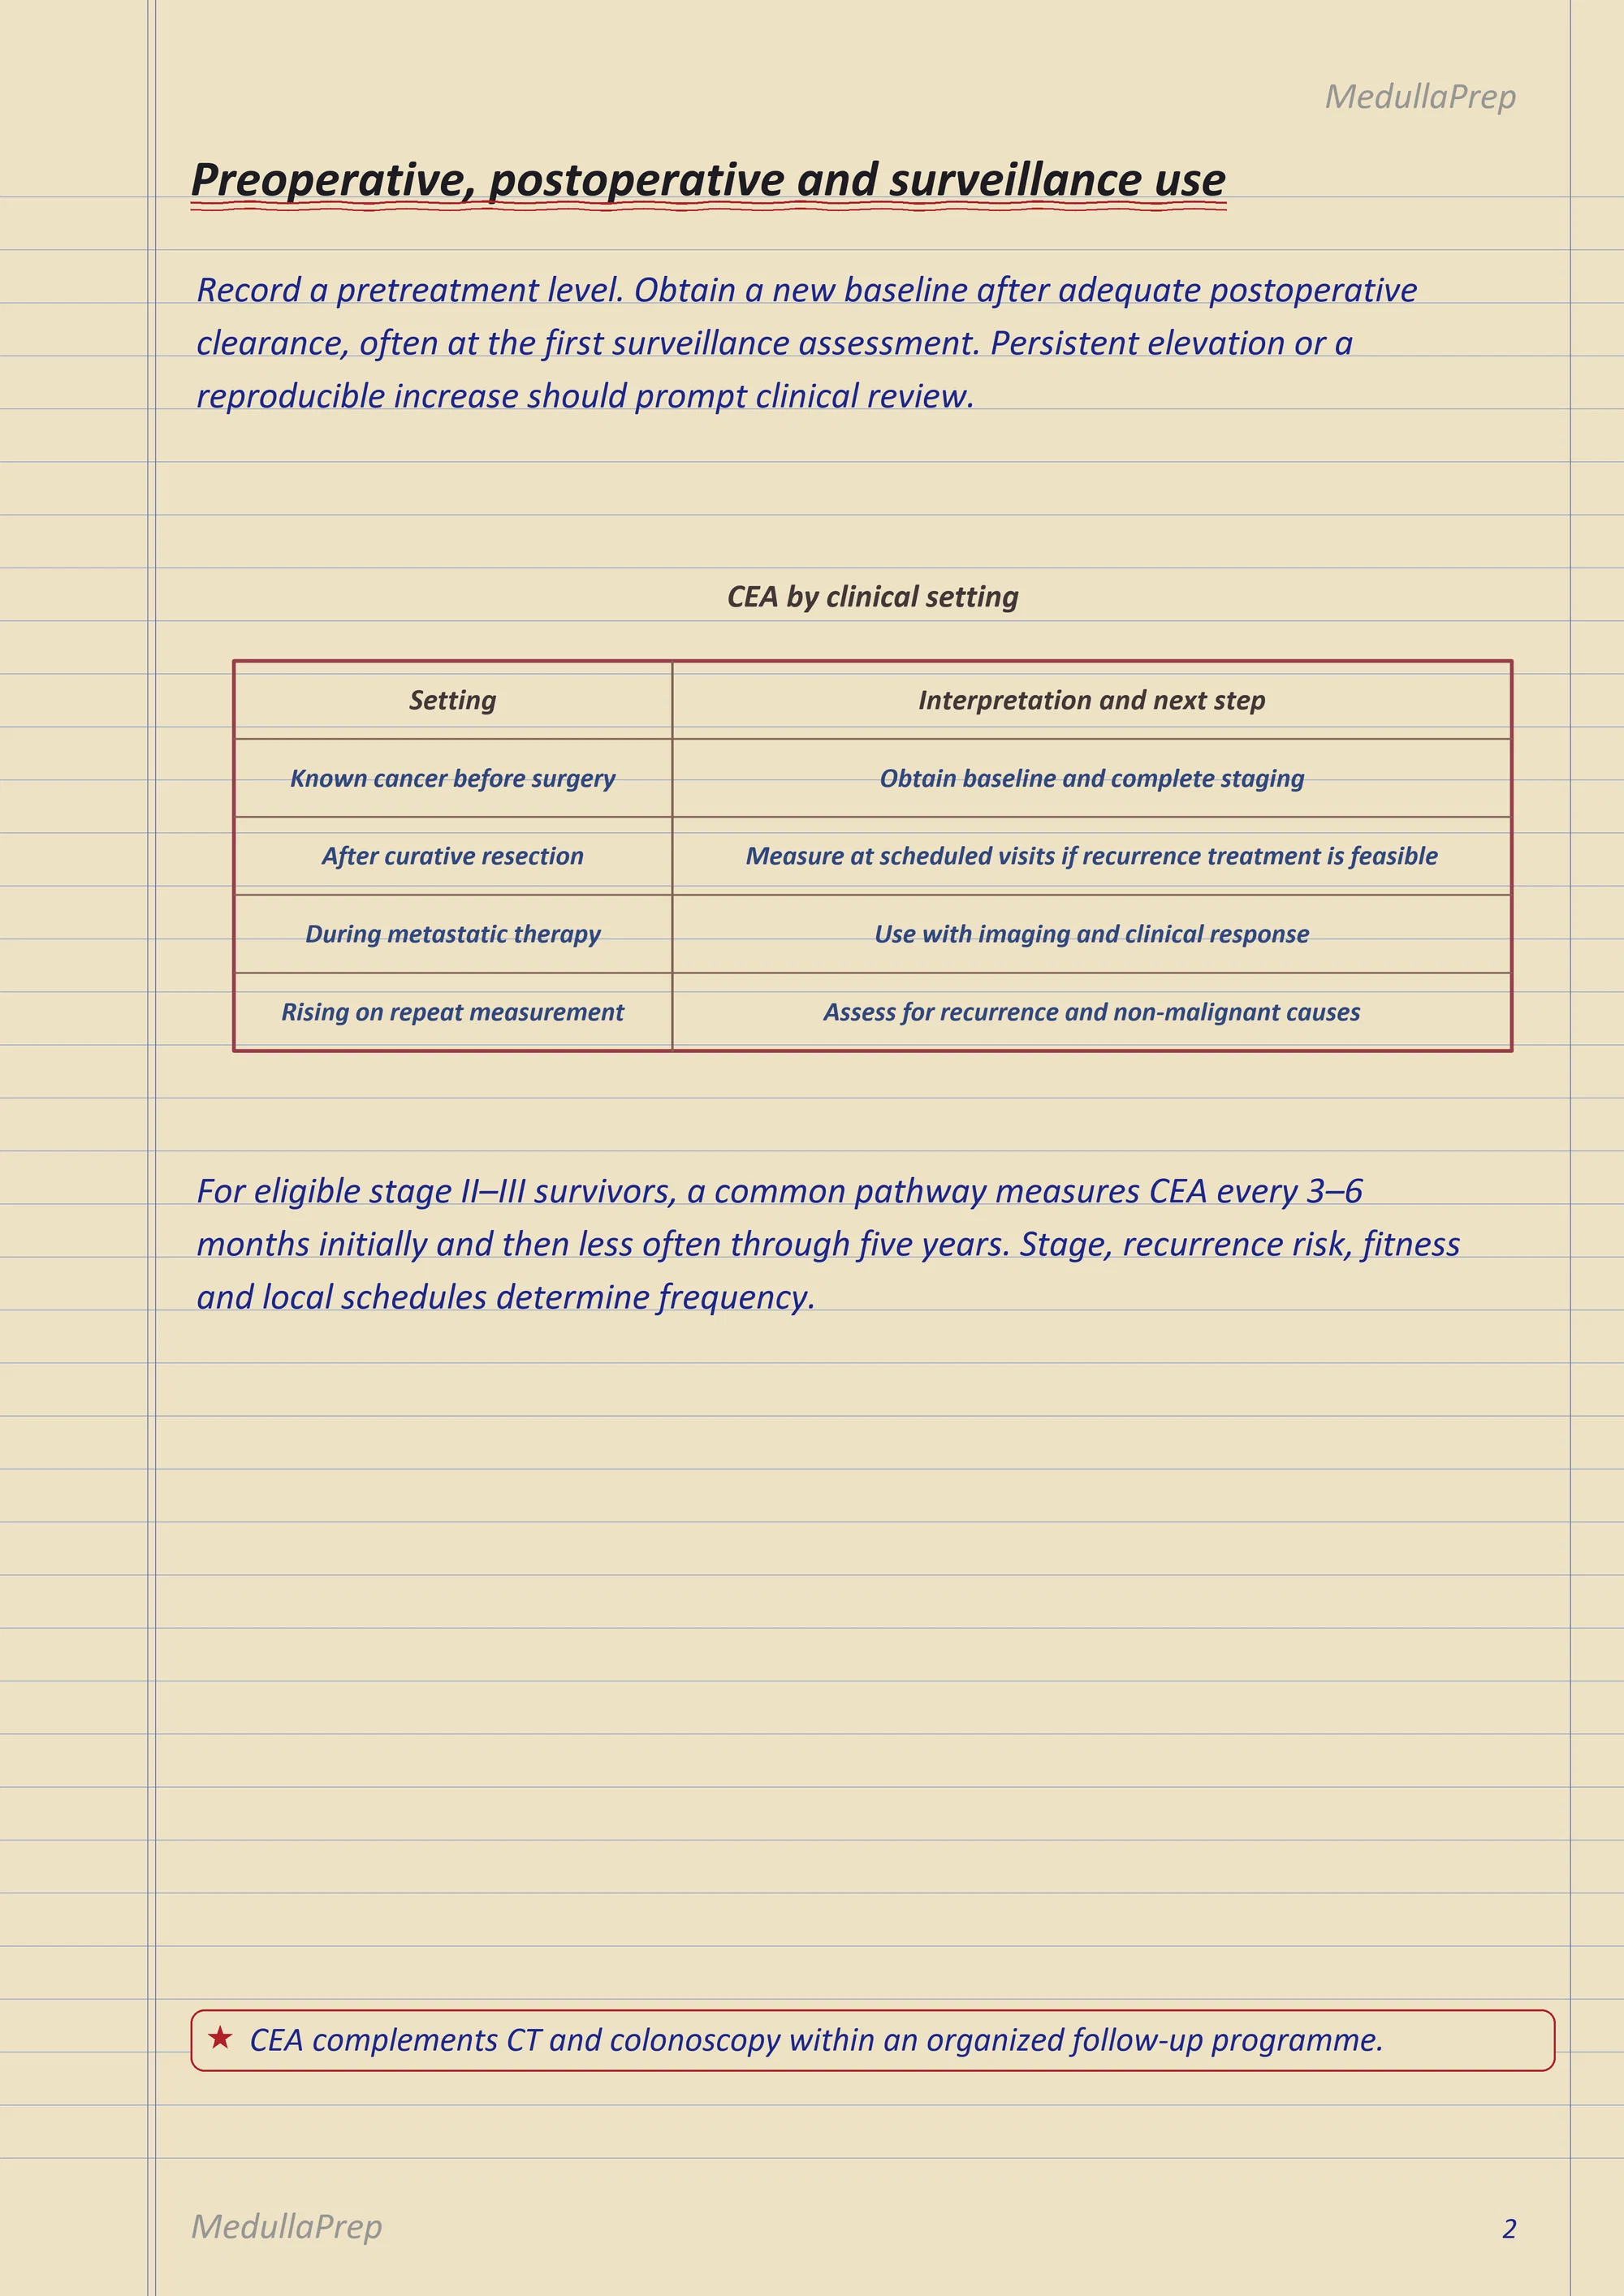 MedullaPrep
Preoperative, postoperative and surveillance use
Record a pretreatment level. Obtain a new baseline after adequate postoperative
clearance, often at the first surveillance assessment. Persistent elevation or a
reproducible increase should prompt clinical review.
CEA by clinical setting
Setting Interpretation and next step
Known cancer before surgery Obtain baseline and complete staging
After curative resection Measure at scheduled visits if recurrence treatment is feasible
During metastatic therapy Use with imaging and clinical response
Rising on repeat measurement Assess for recurrence and non-malignant causes
For eligible stage II–III survivors, a common pathway measures CEA every 3–6
months initially and then less often through five years. Stage, recurrence risk, fitness
and local schedules determine frequency.
★ CEA complements CT and colonoscopy within an organized follow-up programme.
MedullaPrep 2